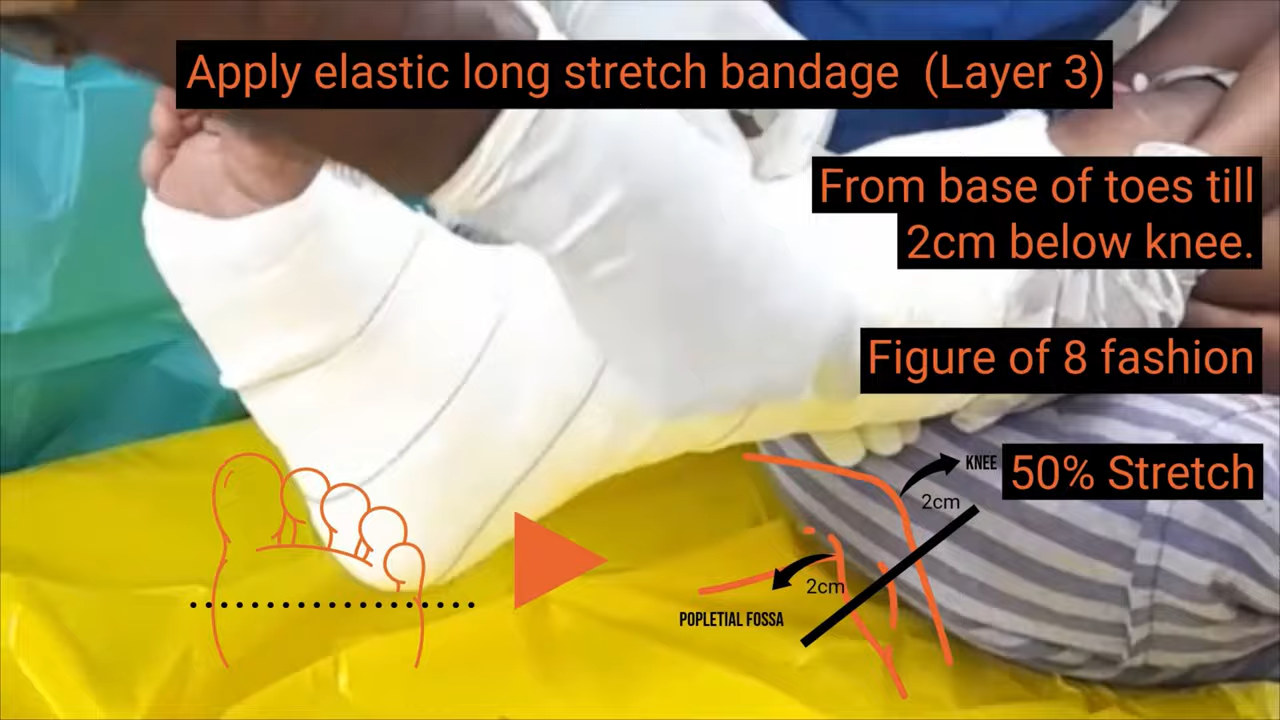 Apply elastic long stretch bandage (Layer 3)
From base of toes till
2cm below knee.
Figure of 8 fashion
50% Stretch
KNEE
2cm
2cm
POPLETIAL FOSSA